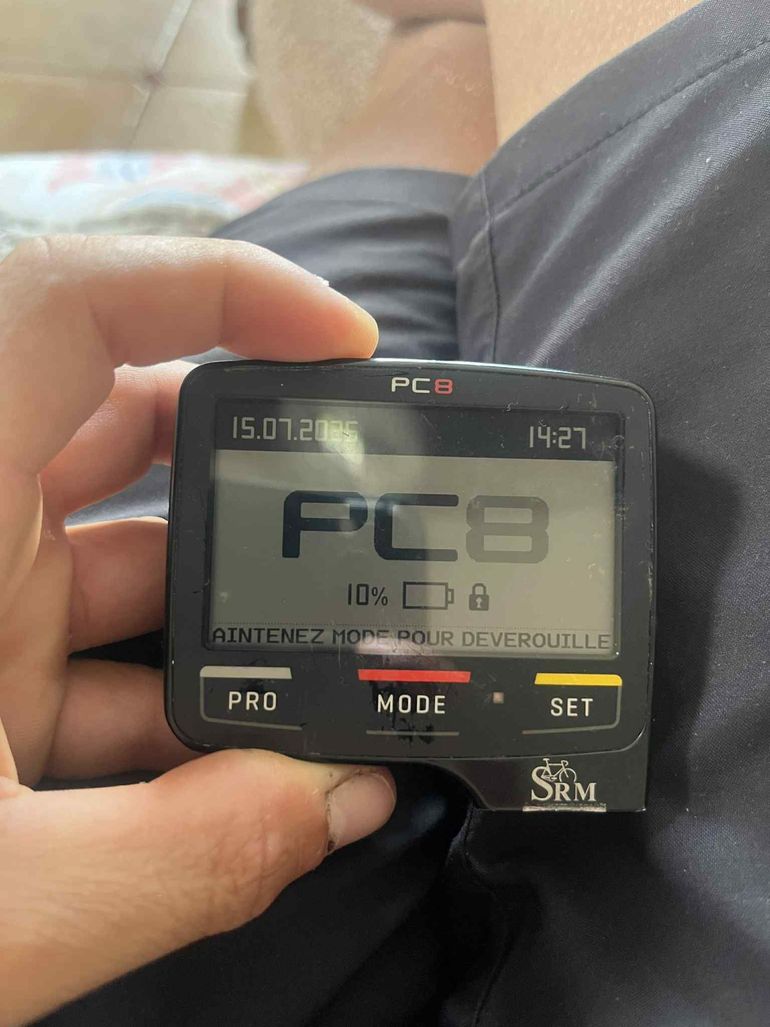 PC8
15.07.2025 14:27
PC8
10%
AINTENEZ MODE POUR DEVEROUILLE
PRO MODE SET
SRM